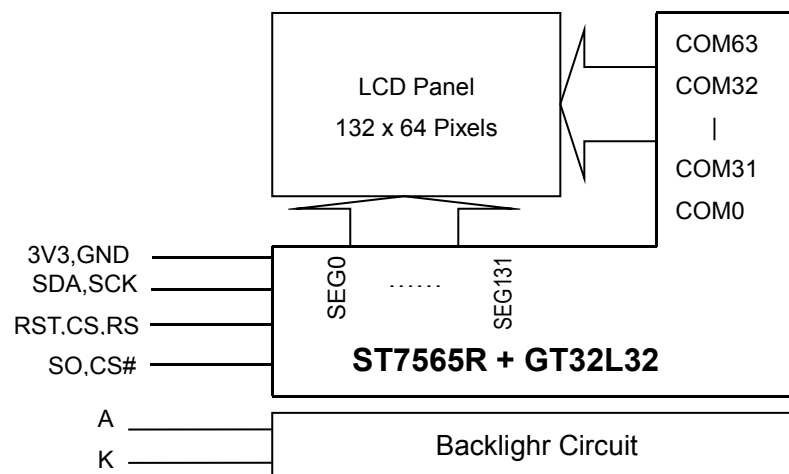 LCD Panel
132 x 64 Pixels
COM63
COM32
|
COM31
COM0
3V3,GND
SDA,SCK
RST,CS,RS
SO,CS#
SEG0
......
SEG131
ST7565R + GT32L32
A
K
Backlighr Circuit